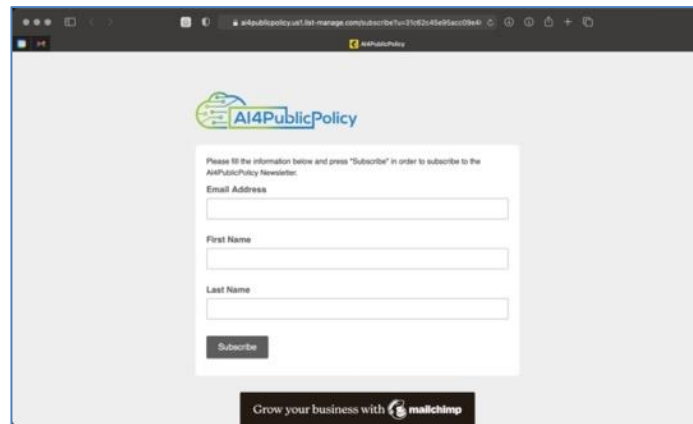 AI4PublicPolicy
AI4PublicPolicy
Please fill the information below and press "Subscribe" in order to subscribe to the
AI4PublicPolicy Newsletter.
Email Address
First Name
Last Name
Subscribe
Grow your business with mailchimp